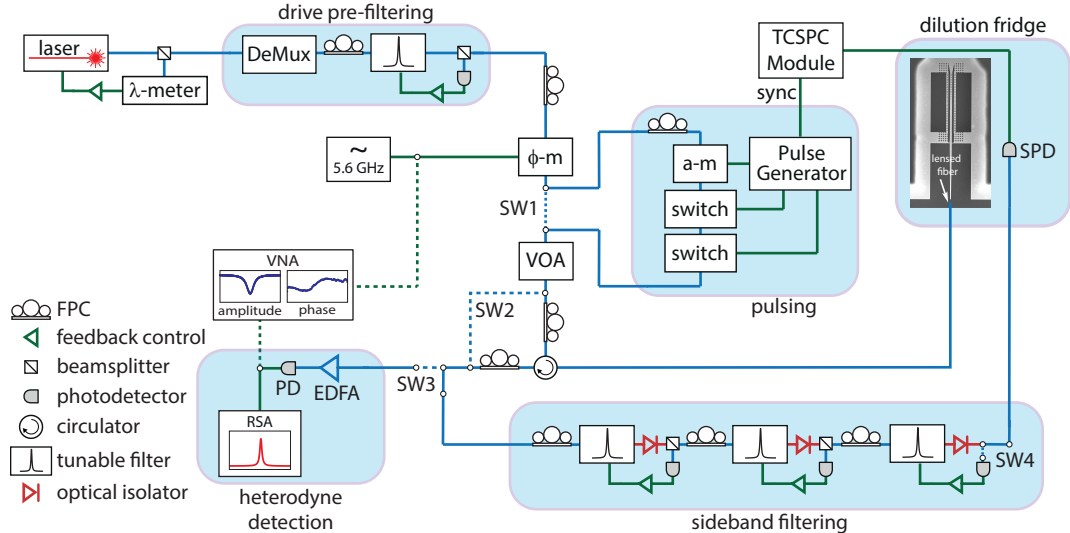 drive pre-filtering
dilution fridge
laser
DeMux
TCSPC
Module
λ-meter
sync
~
5.6 GHz
ϕ-m
a-m
Pulse
Generator
SPD
lensed
fiber
SW1
switch
switch
VNA
amplitude
phase
VOA
pulsing
SW2
FPC
feedback control
beamsplitter
photodetector
circulator
tunable filter
optical isolator
PD
EDFA
SW3
RSA
heterodyne
detection
SW4
sideband filtering